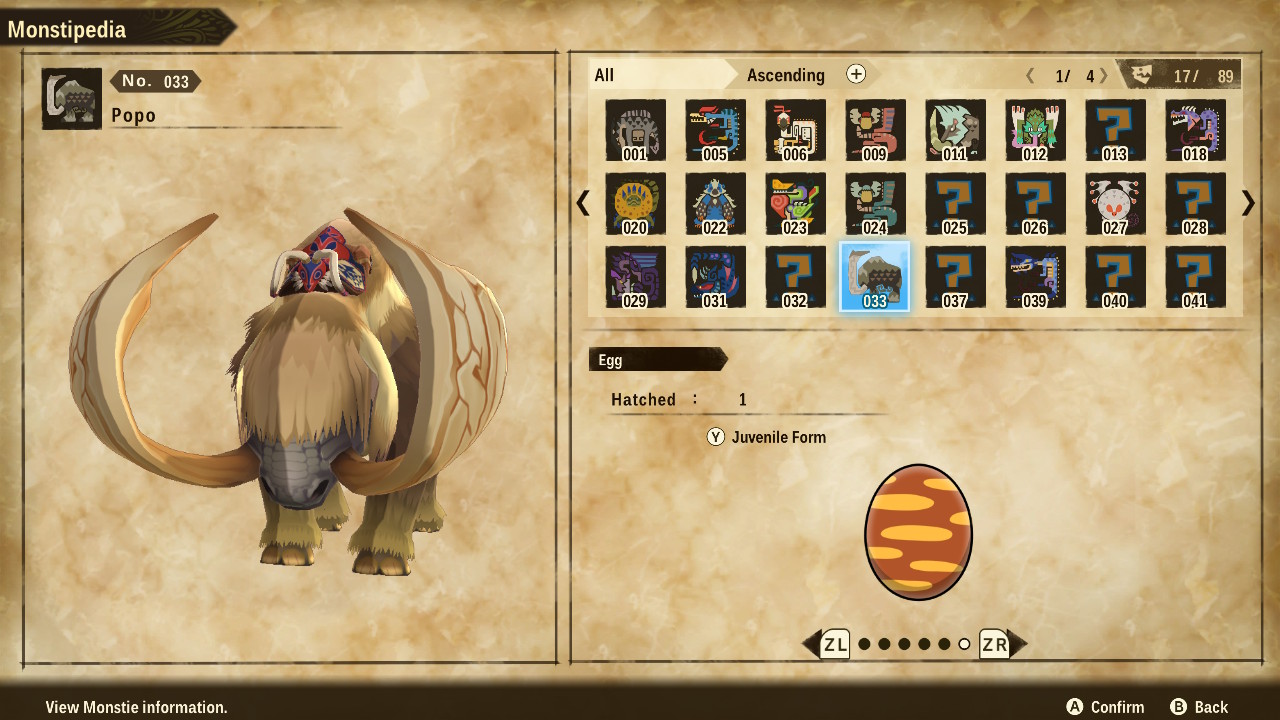 Monstipedia
No. 033
Popo
All
Ascending
1/ 4
17/ 89
001 005 006 009 011 012 013 018
020 022 023 024 025 026 027 028
029 031 032 033 037 039 040 041
Egg
Hatched : 1
Y Juvenile Form
ZL ZR
View Monstie information.
A Confirm B Back